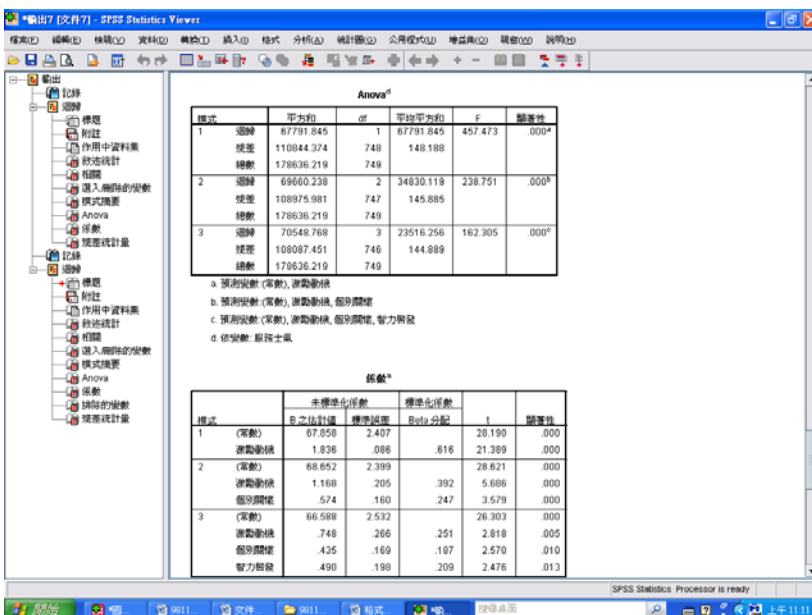 *輸出7 [文件7] - SPSS Statistics Viewer
檔案(F) 編輯(E) 檢視(V) 資料(D) 轉換(T) 插入(I) 格式 分析(A) 統計圖(G) 公用程式(U) 增益集(O) 視窗(W) 說明(H)
輸出
記錄
迴歸
標題
附註
作用中資料集
敘述統計
相關
選入/刪除的變數
模式摘要
Anova
係數
殘差統計量
記錄
迴歸
標題
附註
作用中資料集
敘述統計
相關
選入/刪除的變數
模式摘要
Anova
係數
排除的變數
殘差統計量
Anova d
模式 平方和 df 平均平方和 F 顯著性
1 迴歸 67791.845 1 67791.845 457.473 .000a
殘差 110844.374 748 148.188
總數 178636.219 749
2 迴歸 69660.238 2 34830.119 238.751 .000b
殘差 108975.981 747 145.885
總數 178636.219 749
3 迴歸 70548.768 3 23516.256 162.305 .000c
殘差 108087.451 746 144.889
總數 178636.219 749
a. 預測變數:(常數), 激勵動機
b. 預測變數:(常數), 激勵動機, 個別關懷
c. 預測變數:(常數), 激勵動機, 個別關懷, 智力啟發
d. 依變數: 服務士氣
係數a
未標準化係數 標準化係數
模式 B 之估計值 標準誤差 Beta 分配 t 顯著性
1 (常數) 67.858 2.407 28.190 .000
激勵動機 1.836 .086 .616 21.389 .000
2 (常數) 68.652 2.399 28.621 .000
激勵動機 1.168 .205 .392 5.686 .000
個別關懷 .574 .160 .247 3.579 .000
3 (常數) 66.588 2.532 26.303 .000
激勵動機 .748 .266 .251 2.818 .005
個別關懷 .435 .169 .187 2.570 .010
智力啟發 .490 .198 .209 2.476 .013
SPSS Statistics Processor is ready
開始 9811... 文件... 9811... 格式... 搜尋桌面 上午 11:11